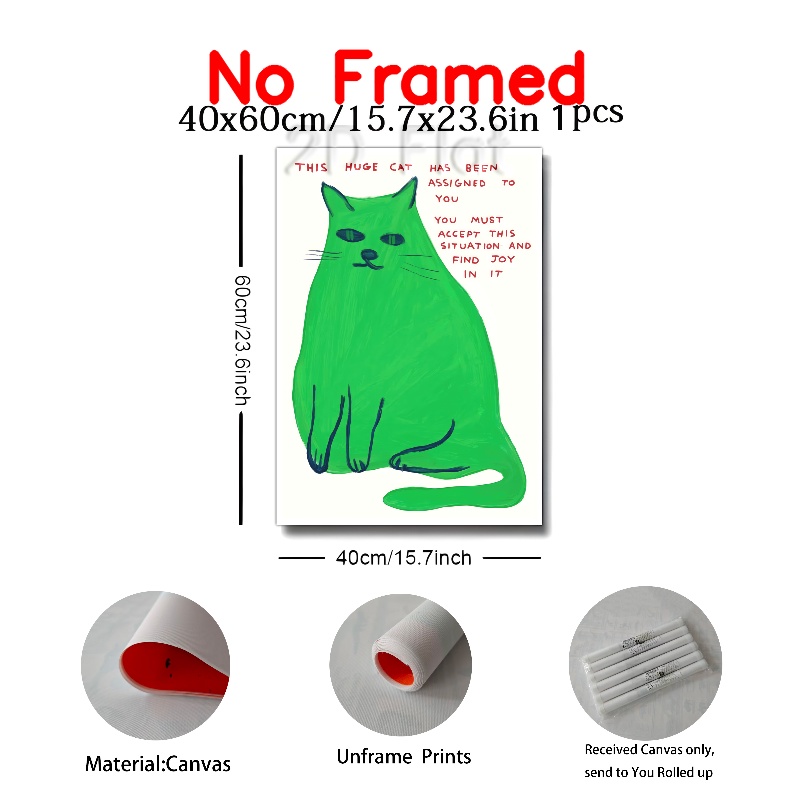 No Framed
40x60cm/15.7x23.6in 1pcs
2D Flat
THIS HUGE CAT HAS BEEN
ASSIGNED TO
YOU
YOU MUST
ACCEPT THIS
SITUATION AND
FIND JOY
IN IT
60cm/23.6inch
40cm/15.7inch
Material:Canvas
Unframe Prints
Received Canvas only,
send to You Rolled up